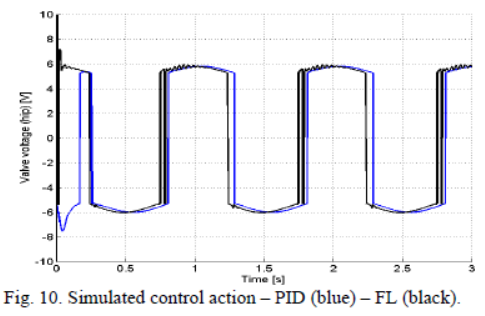 10
8
6
4
2
0
-2
-4
-6
-8
-10
Valve voltage (hip) [V]
0 0.5 1 1.5 2 2.5 3
Time [s]
Fig. 10. Simulated control action – PID (blue) – FL (black).